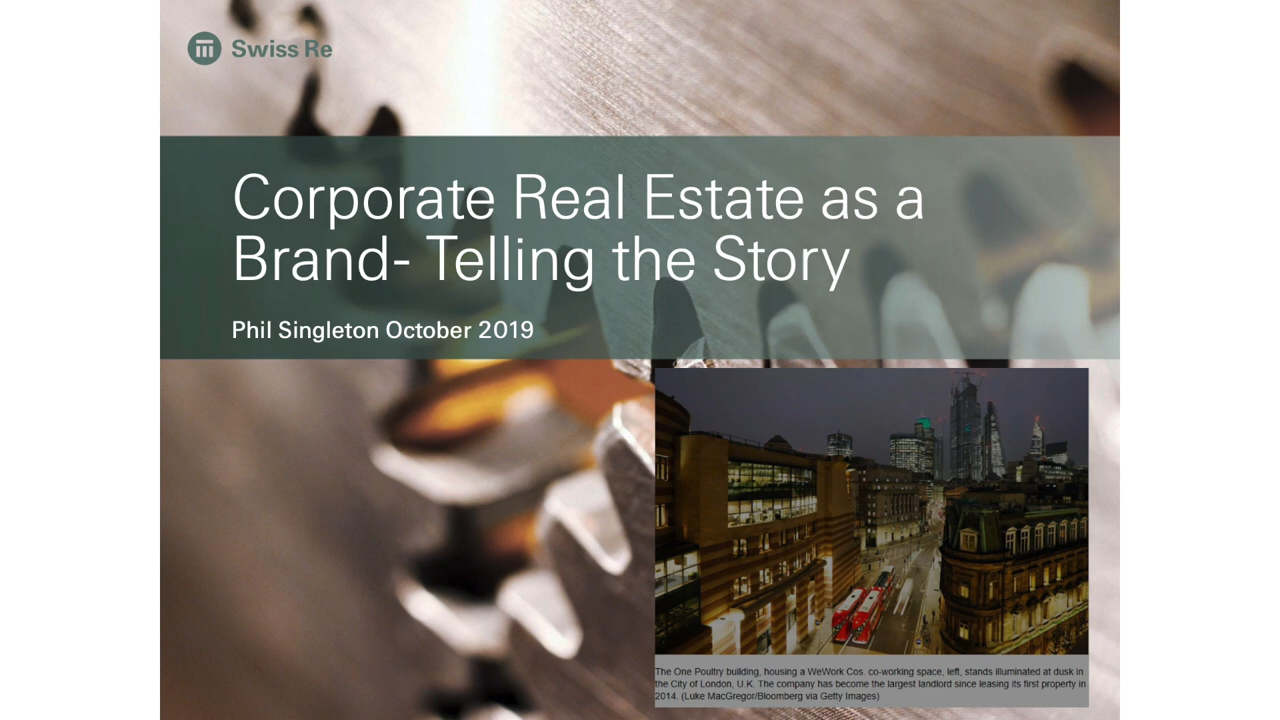 Swiss Re
Corporate Real Estate as a
Brand- Telling the Story
Phil Singleton October 2019
The One Poultry building, housing a WeWork Cos. co-working space, left, stands illuminated at dusk in
the City of London, U.K. The company has become the largest landlord since leasing its first property in
2014. (Luke MacGregor/Bloomberg via Getty Images)